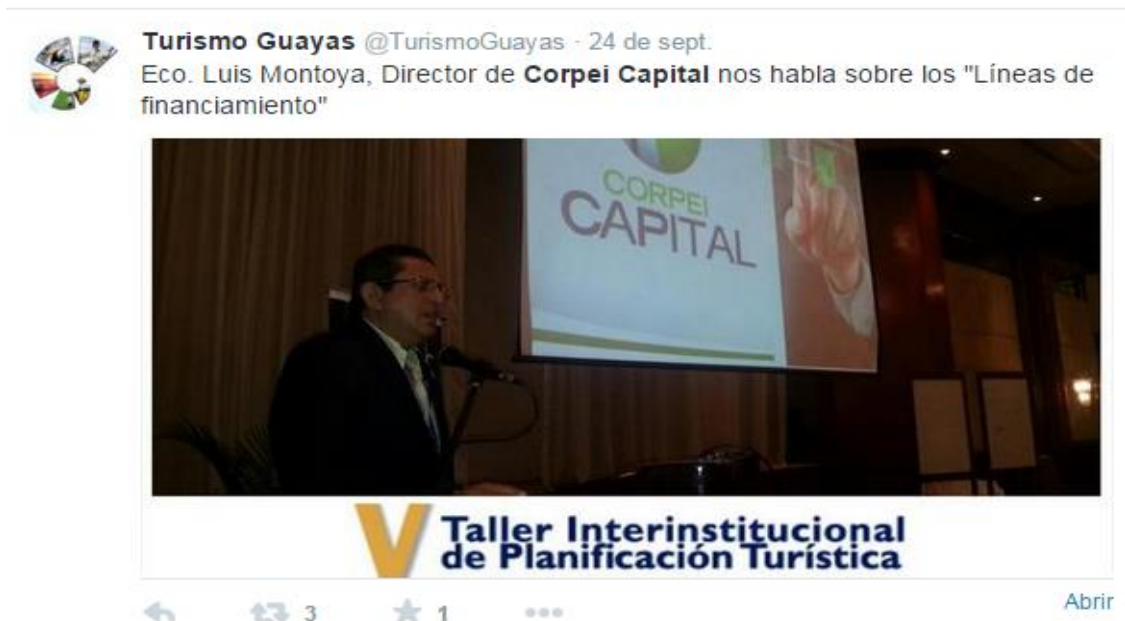 Turismo Guayas @TurismoGuayas · 24 de sept.
Eco. Luis Montoya, Director de Corpei Capital nos habla sobre los "Líneas de
financiamiento"
CORPEI
CAPITAL
V Taller Interinstitucional
de Planificación Turística
3 1
Abrir